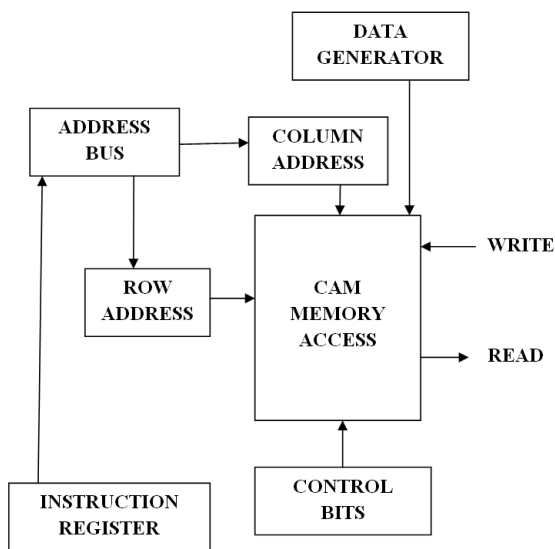 DATA
GENERATOR
ADDRESS
BUS
COLUMN
ADDRESS
WRITE
ROW
ADDRESS
CAM
MEMORY
ACCESS
READ
INSTRUCTION
REGISTER
CONTROL
BITS